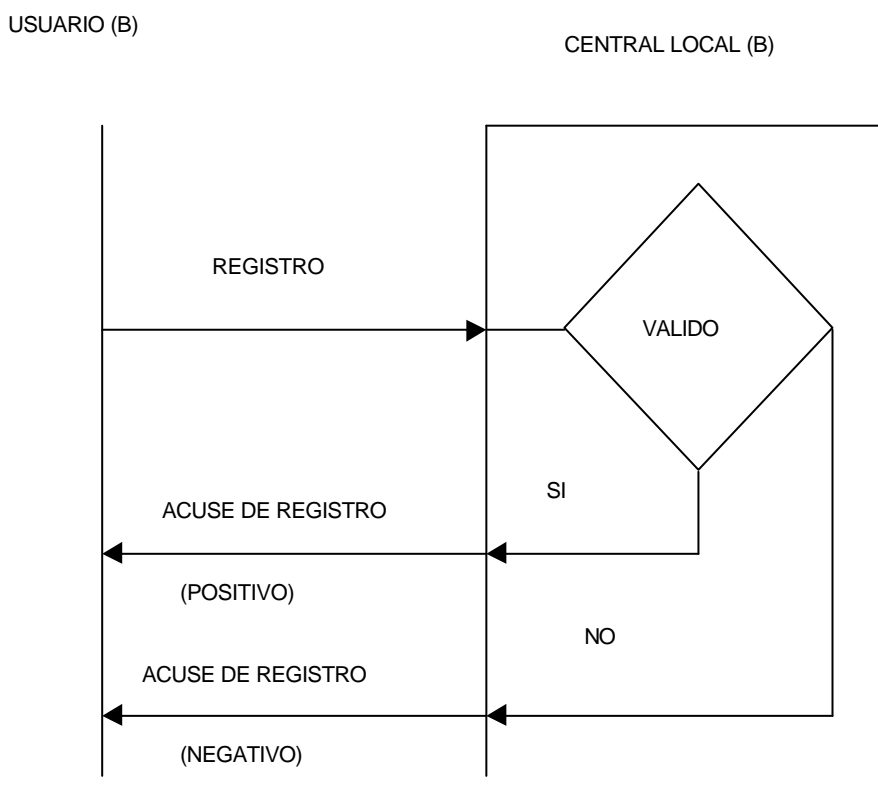 USUARIO (B)
CENTRAL LOCAL (B)
REGISTRO
VALIDO
SI
ACUSE DE REGISTRO
(POSITIVO)
NO
ACUSE DE REGISTRO
(NEGATIVO)